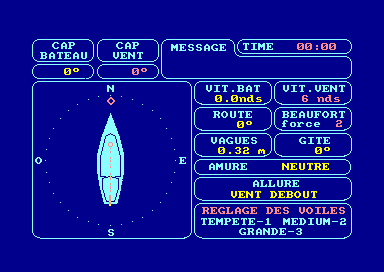 CAP BATEAU
0°
CAP VENT
0°
MESSAGE
TIME 00:00
N
O
E
S
VIT.BAT
0.0nds
VIT.VENT
6 nds
ROUTE
0°
BEAUFORT
force 2
VAGUES
0.32 m
GITE
0°
AMURE NEUTRE
ALLURE
VENT DEBOUT
REGLAGE DES VOILES
TEMPETE-1 MEDIUM-2
GRANDE-3